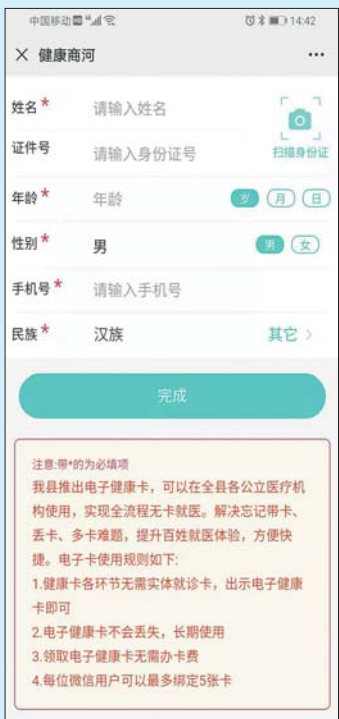 中国移动 14:42
× 健康商河 ...
姓名* 请输入姓名
证件号 请输入身份证号 扫描身份证
年龄* 年龄 岁 月 日
性别* 男 男 女
手机号* 请输入手机号
民族* 汉族 其它 >
完成
注意:带*的为必填项
我县推出电子健康卡，可以在全县各公立医疗机
构使用，实现全流程无卡就医。解决忘记带卡、
丢卡、多卡难题，提升百姓就医体验，方便快
捷。电子卡使用规则如下:
1.健康卡各环节无需实体就诊卡，出示电子健康
卡即可
2.电子健康卡不会丢失，长期使用
3.领取电子健康卡无需办卡费
4.每位微信用户可以最多绑定5张卡